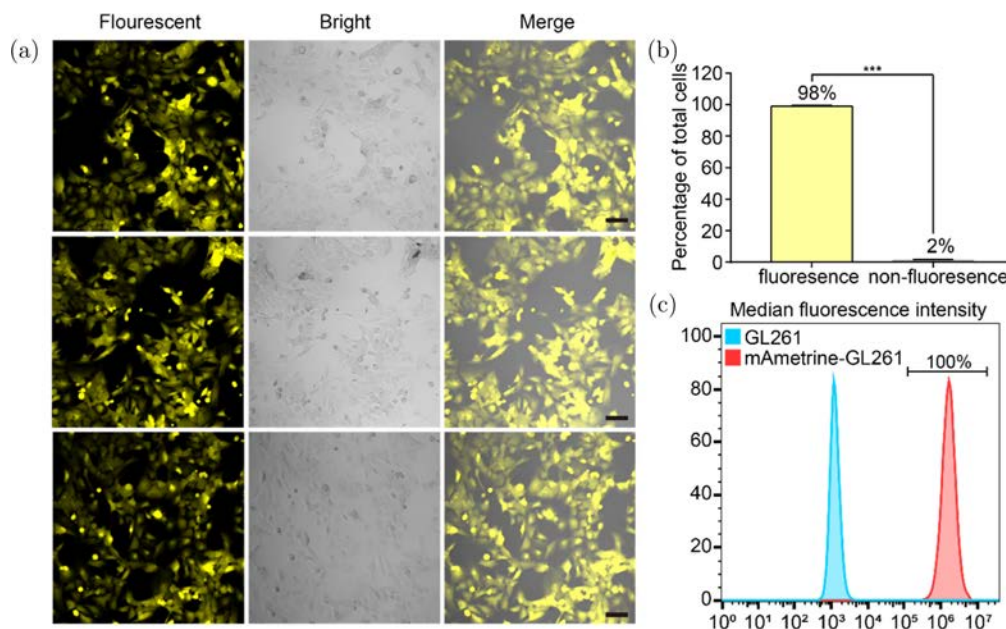 Flourescent Bright Merge
(a)
(b)
Percentage of total cells
120
100
80
60
40
20
0
***
98%
2%
fluoresence non-fluoresence
(c)
Median fluorescence intensity
GL261
mAmetrine-GL261
100%
100
80
60
40
20
0
10⁰ 10¹ 10² 10³ 10⁴ 10⁵ 10⁶ 10⁷